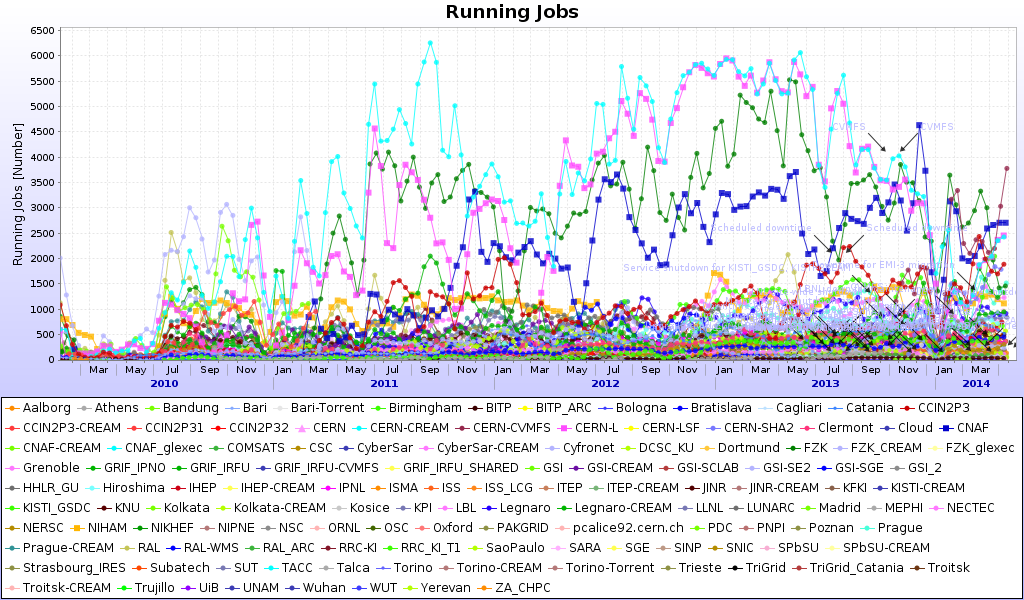 Running Jobs
Running Jobs [Number]
6500
6000
5500
5000
4500
4000
3500
3000
2500
2000
1500
1000
500
0
CVMFS CVMFS
Scheduled downtime Scheduled
Service shutdown for KISTI_GSDC for EMI-3
Mar May Jul Sep Nov Jan Mar May Jul Sep Nov Jan Mar May Jul Sep Nov Jan Mar May Jul Sep Nov Jan Mar
2010 2011 2012 2013 2014
Aalborg Athens Bandung Bari Bari-Torrent Birmingham BITP BITP_ARC Bologna Bratislava Cagliari Catania CCIN2P3
CCIN2P3-CREAM CCIN2P31 CCIN2P32 CERN CERN-CREAM CERN-CVMFS CERN-L CERN-LSF CERN-SHA2 Clermont Cloud CNAF
CNAF-CREAM CNAF_glexec COMSATS CSC CyberSar CyberSar-CREAM Cyfronet DCSC_KU Dortmund FZK FZK_CREAM FZK_glexec
Grenoble GRIF_IPNO GRIF_IRFU GRIF_IRFU-CVMFS GRIF_IRFU_SHARED GSI GSI-CREAM GSI-SCLAB GSI-SE2 GSI-SGE GSI_2
HHLR_GU Hiroshima IHEP IHEP-CREAM IPNL ISMA ISS ISS_LCG ITEP ITEP-CREAM JINR JINR-CREAM KFKI KISTI-CREAM
KISTI_GSDC KNU Kolkata Kolkata-CREAM Kosice KPI LBL Legnaro Legnaro-CREAM LLNL LUNARC Madrid MEPHI NECTEC
NERSC NIHAM NIKHEF NIPNE NSC ORNL OSC Oxford PAKGRID pcalice92.cern.ch PDC PNPI Poznan Prague
Prague-CREAM RAL RAL-WMS RAL_ARC RRC-KI RRC_KI_T1 SaoPaulo SARA SGE SINP SNIC SPbSU SPbSU-CREAM
Strasbourg_IRES Subatech SUT TACC Talca Torino Torino-CREAM Torino-Torrent Trieste TriGrid TriGrid_Catania Troitsk
Troitsk-CREAM Trujillo UiB UNAM Wuhan WUT Yerevan ZA_CHPC